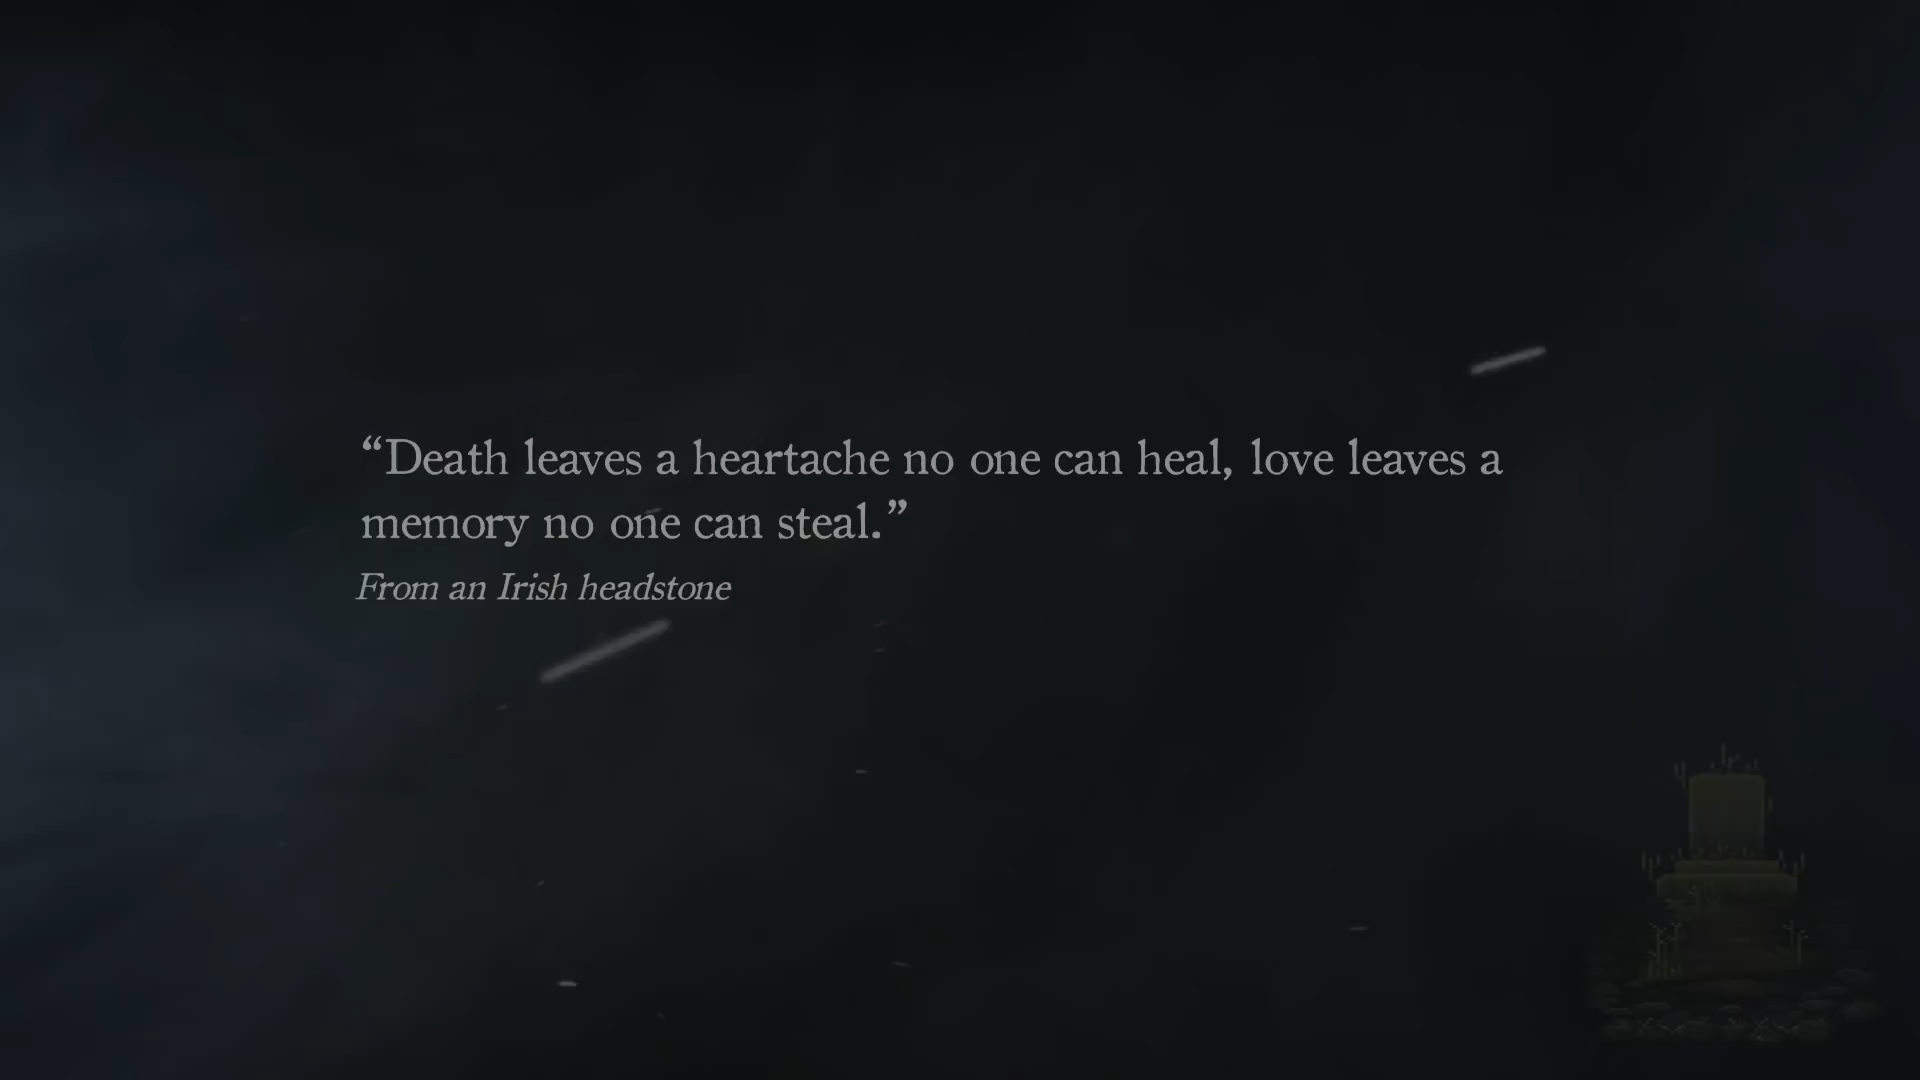 “Death leaves a heartache no one can heal, love leaves a
memory no one can steal.”
From an Irish headstone